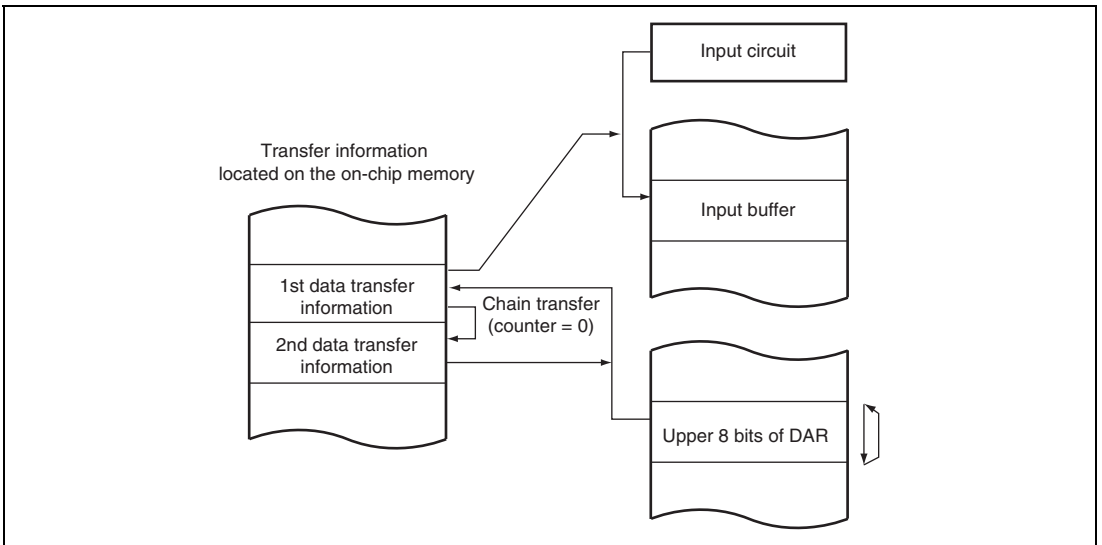 Input circuit
Transfer information
located on the on-chip memory
Input buffer
1st data transfer
information
Chain transfer
(counter = 0)
2nd data transfer
information
Upper 8 bits of DAR